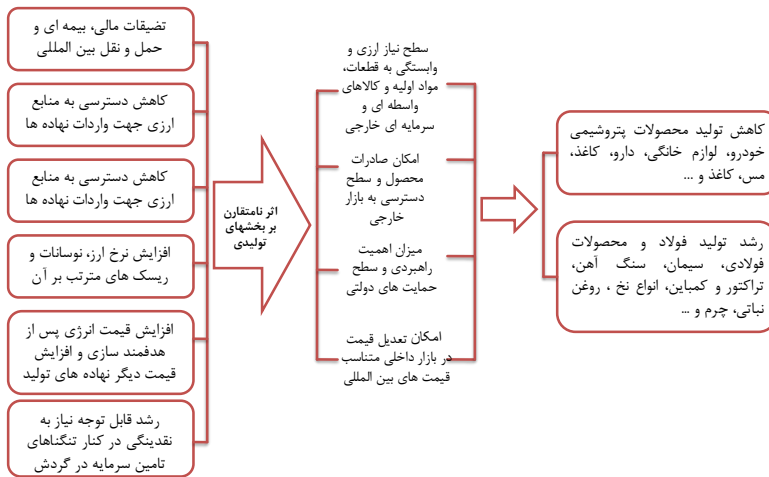 تضیقات مالی، بیمه ای و
حمل و نقل بین المللی
کاهش دسترسی به منابع
ارزی جهت واردات نهاده ها
کاهش دسترسی به منابع
ارزی جهت واردات نهاده ها
افزایش نرخ ارز، نوسانات و
ریسک های مترتب بر آن
افزایش قیمت انرژی پس از
هدفمند سازی و افزایش
قیمت دیگر نهاده های تولید
رشد قابل توجه نیاز به
نقدینگی در کنار تنگناهای
تامین سرمایه در گردش
اثر نامتقارن
بر بخشهای
تولیدی
سطح نیاز ارزی و
وابستگی به قطعات،
مواد اولیه و کالاهای
واسطه ای و
سرمایه ای خارجی
امکان صادرات
محصول و سطح
دسترسی به بازار
خارجی
میزان اهمیت
راهبردی و سطح
حمایت های دولتی
امکان تعدیل قیمت
در بازار داخلی متناسب
قیمت های بین المللی
کاهش تولید محصولات پتروشیمی
خودرو، لوازم خانگی، دارو، کاغذ،
مس، کاغذ و ...
رشد تولید فولاد و محصولات
فولادی، سیمان، سنگ آهن،
تراکتور و کمباین، انواع نخ ، روغن
نباتی، چرم و ...